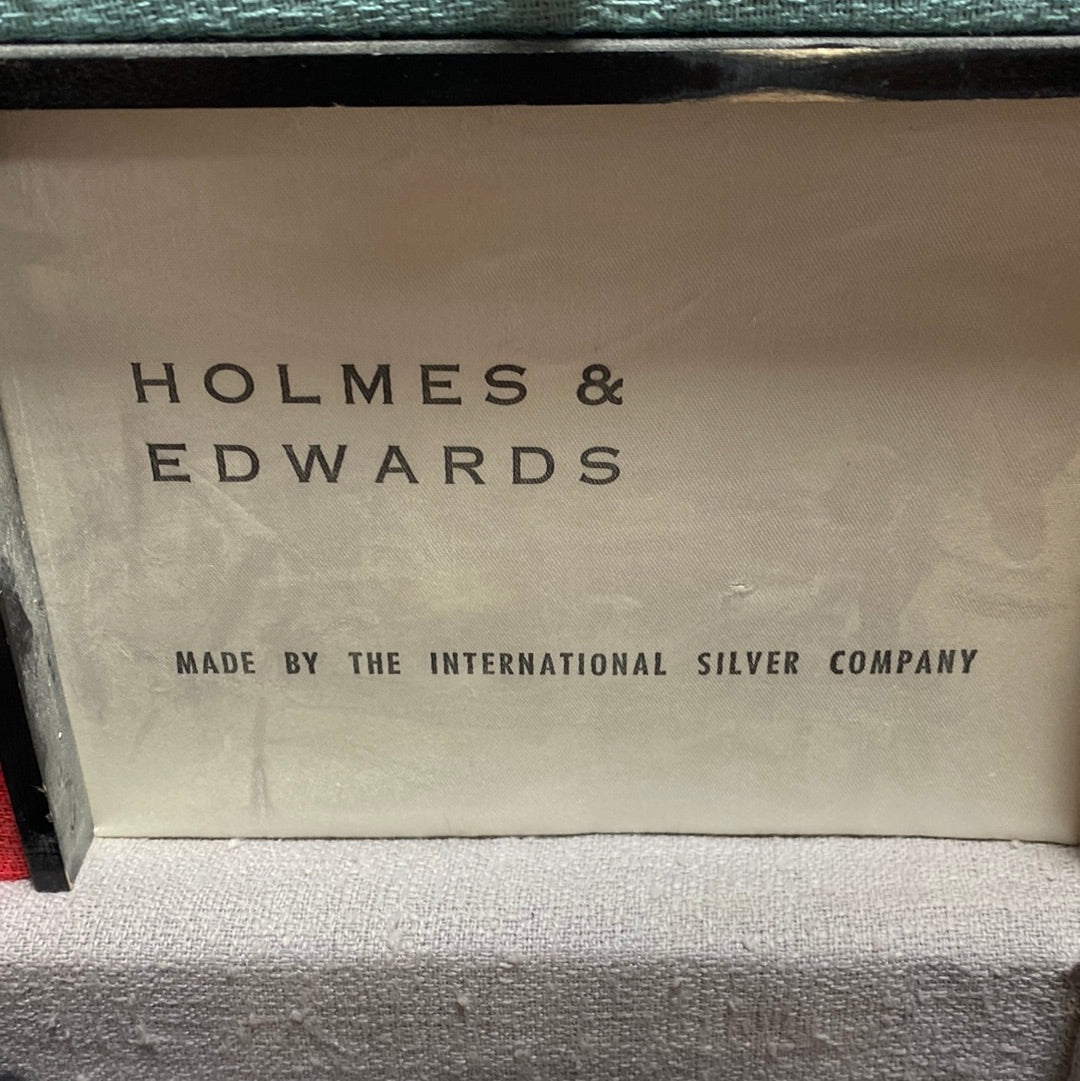 HOLMES &
EDWARDS
MADE BY THE INTERNATIONAL SILVER COMPANY